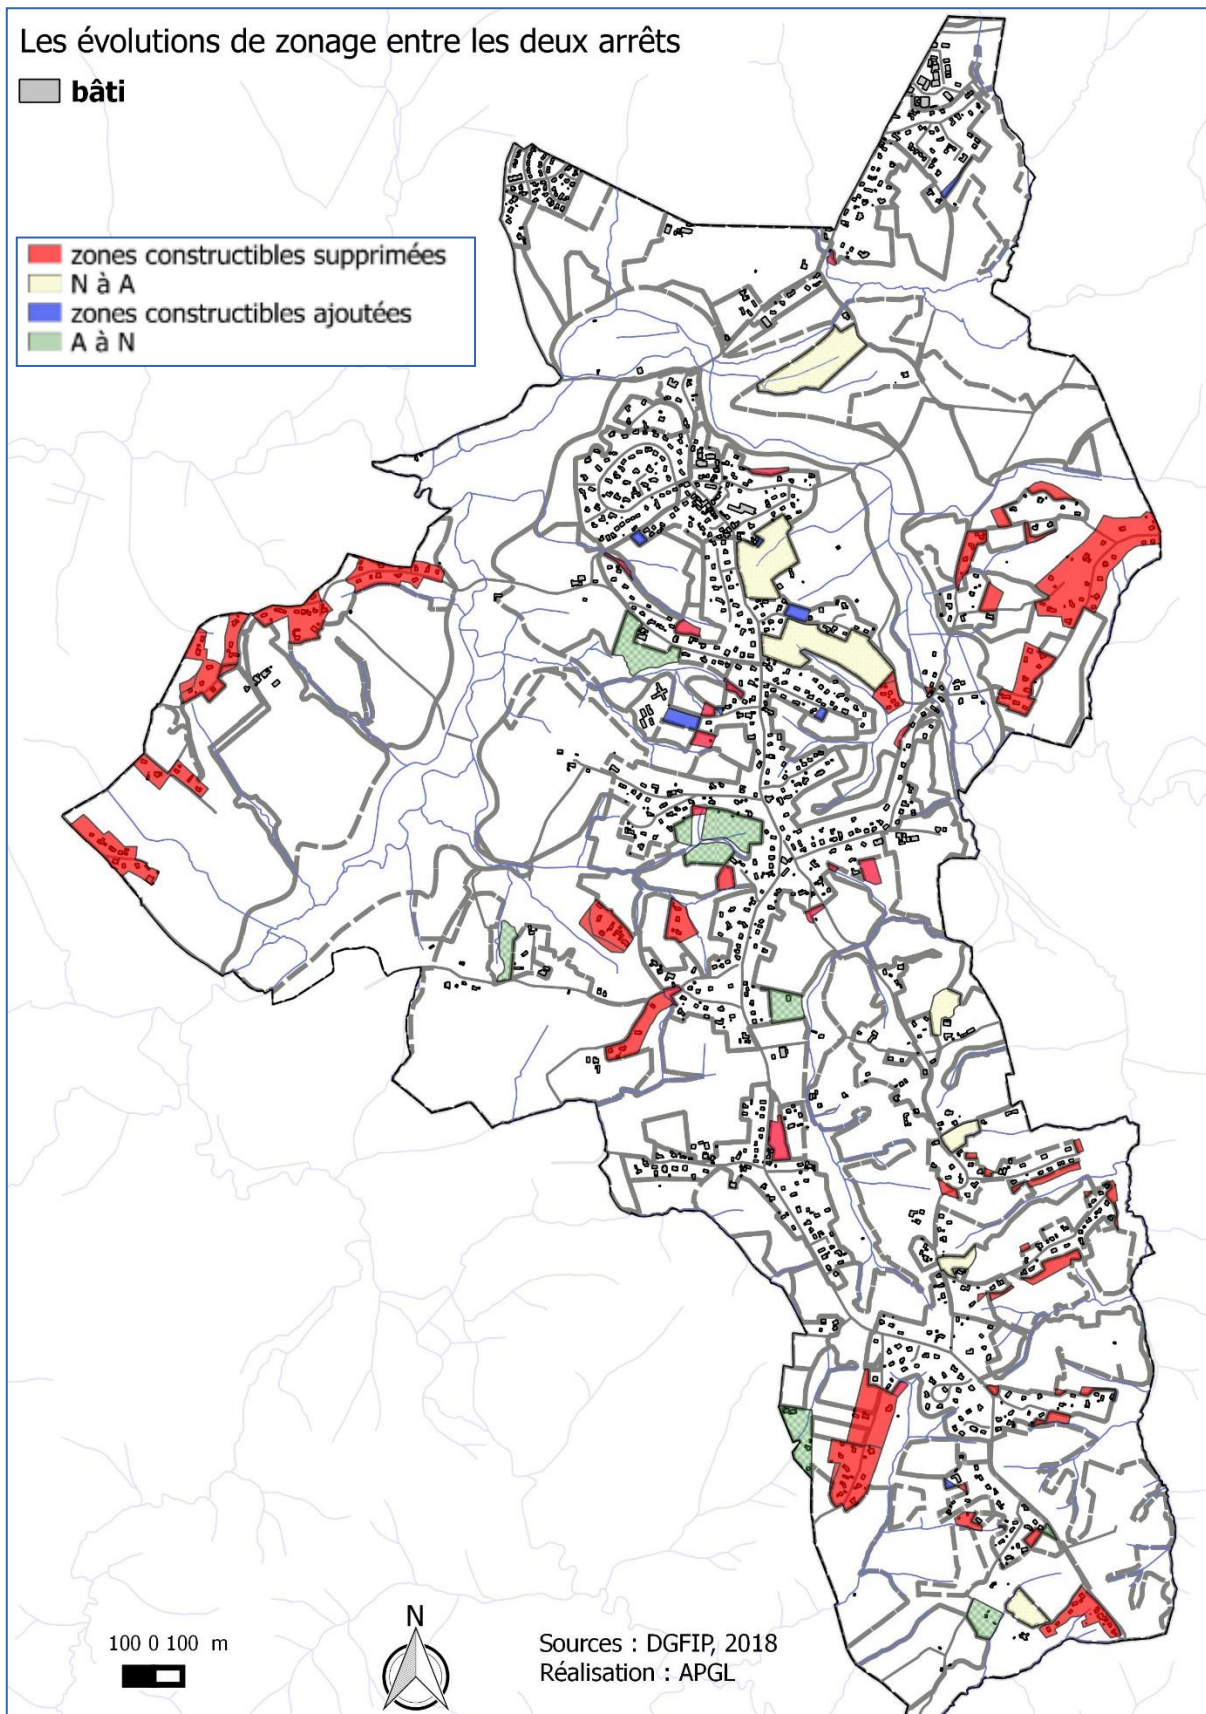 Les évolutions de zonage entre les deux arrêts
bâti
zones constructibles supprimées
N à A
zones constructibles ajoutées
A à N
100 0 100 m
N
Sources : DGFIP, 2018
Réalisation : APGL